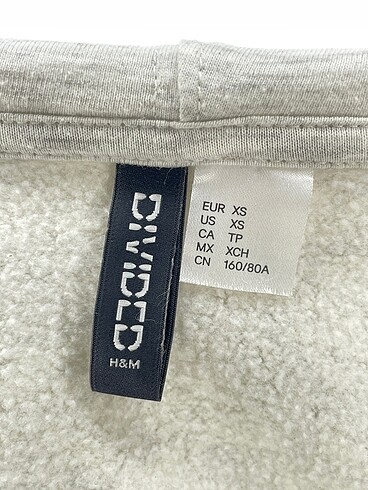 DIVIDED
H&M
EUR XS
US XS
CA TP
MX XCH
CN 160/80A